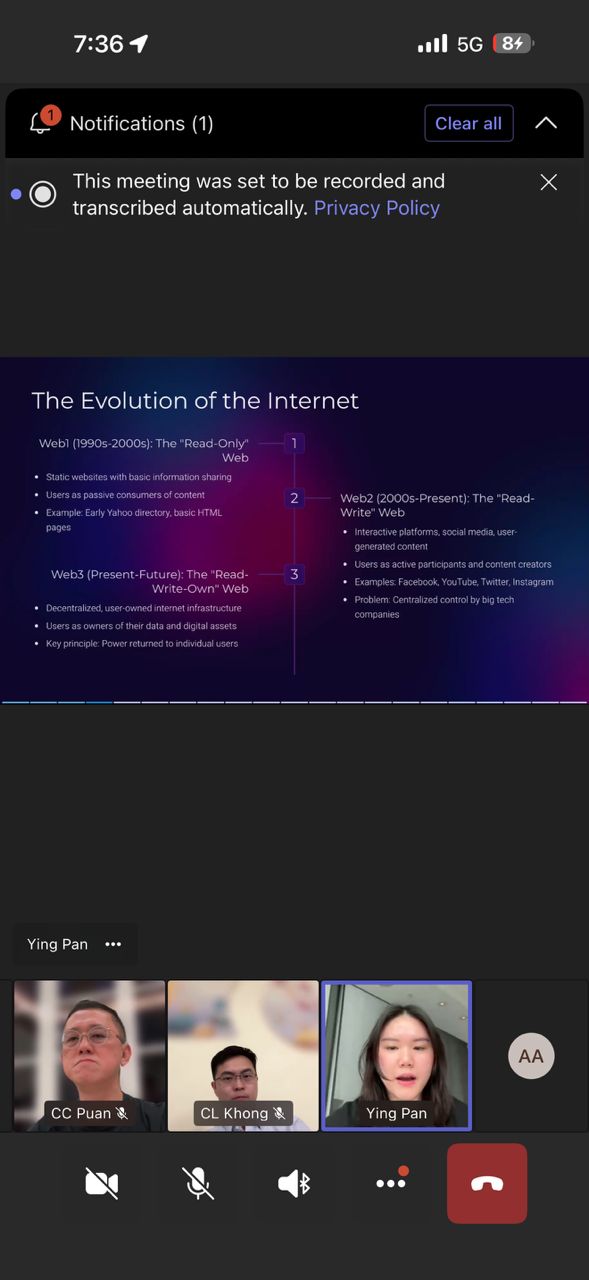 7:36
5G
8
1
Notifications (1)
Clear all
This meeting was set to be recorded and
transcribed automatically. Privacy Policy
The Evolution of the Internet
Web1 (1990s-2000s): The "Read-Only"
Web
1
• Static websites with basic information sharing
• Users as passive consumers of content
• Example: Early Yahoo directory, basic HTML
pages
2
Web2 (2000s-Present): The "Read-
Write" Web
• Interactive platforms, social media, user-
generated content
• Users as active participants and content creators
• Examples: Facebook, YouTube, Twitter, Instagram
• Problem: Centralized control by big tech
companies
Web3 (Present-Future): The "Read-
Write-Own" Web
3
• Decentralized, user-owned internet infrastructure
• Users as owners of their data and digital assets
• Key principle: Power returned to individual users
Ying Pan
CC Puan
CL Khong
Ying Pan
AA